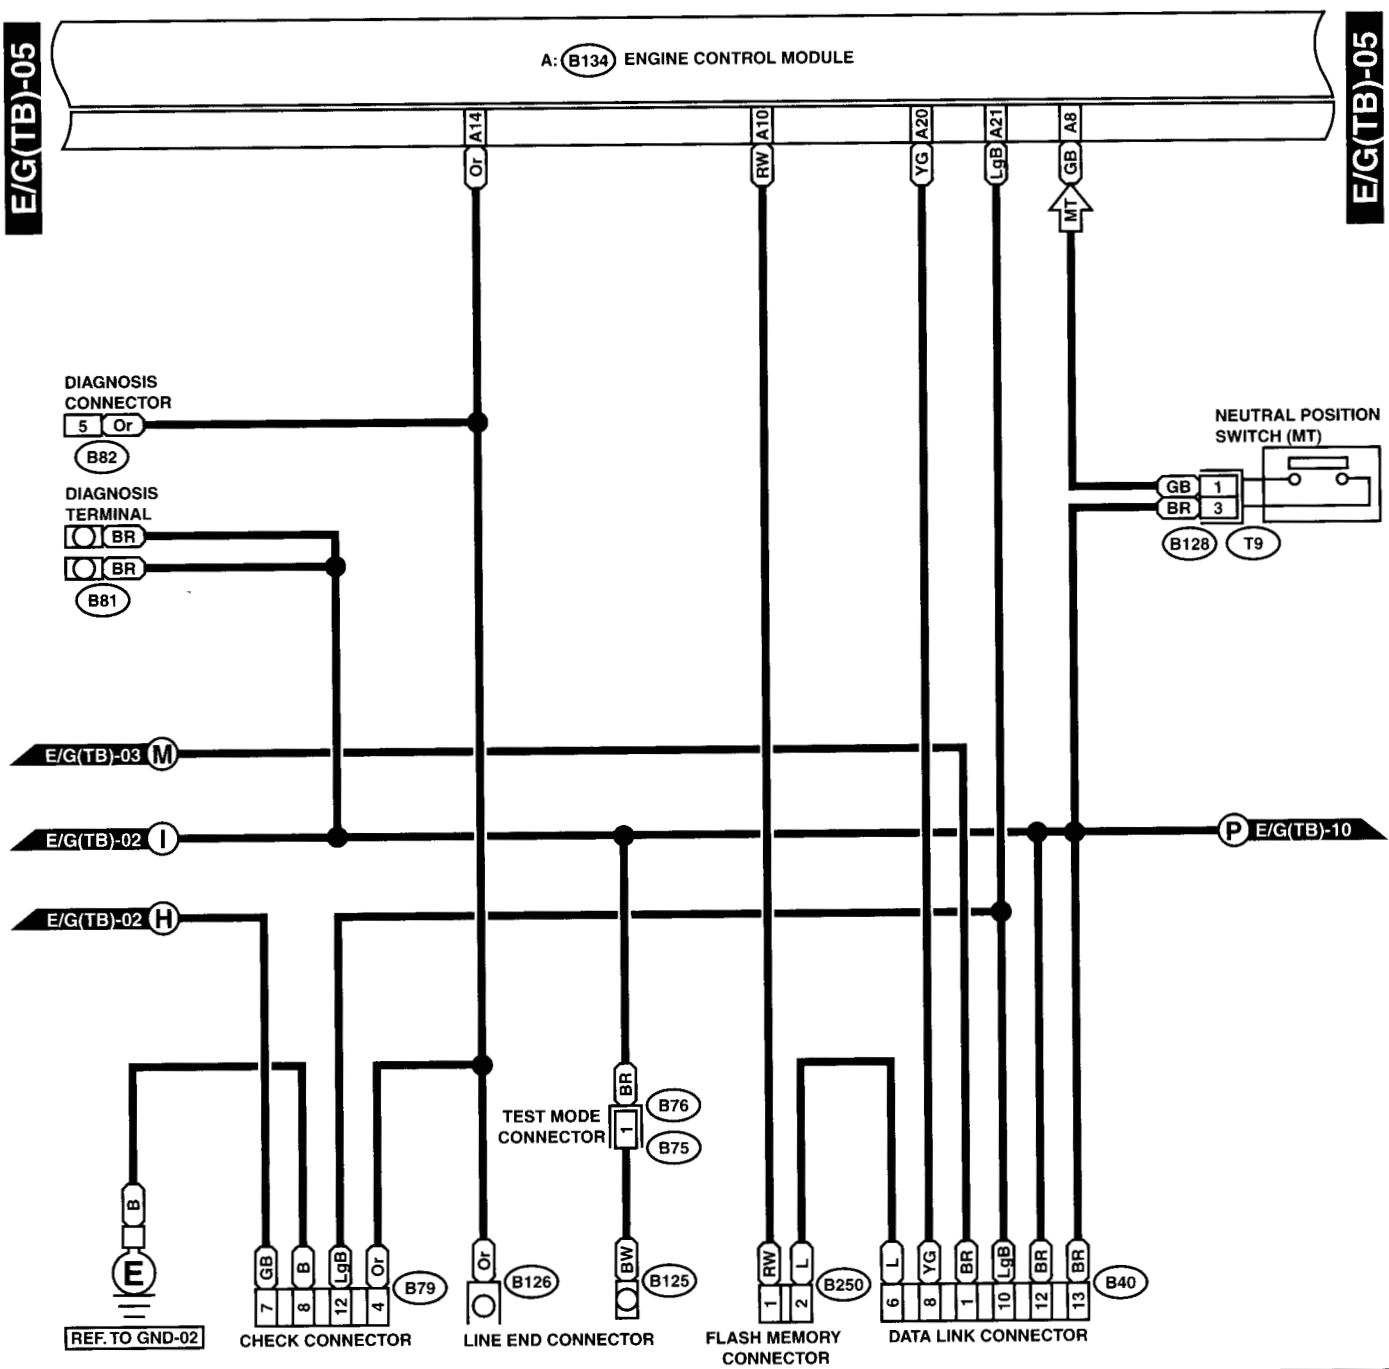 E/G(TB)-05
E/G(TB)-05
A: B134 ENGINE CONTROL MODULE
A14 A10 A20 A21 A8
Or RW YG LgB GB
MT
DIAGNOSIS
CONNECTOR
5 Or
B82
DIAGNOSIS
TERMINAL
BR
BR
B81
NEUTRAL POSITION
SWITCH (MT)
GB 1
BR 3
B128 T9
E/G(TB)-03 M
E/G(TB)-02 I
P E/G(TB)-10
E/G(TB)-02 H
BR
TEST MODE
CONNECTOR
1
B76
B75
B
E
REF. TO GND-02
GB B LgB Or
7 8 12 4
B79
CHECK CONNECTOR
Or
B126
BW
B125
LINE END CONNECTOR
RW L
1 2
B250
FLASH MEMORY
CONNECTOR
L YG BR LgB BR BR
6 8 1 10 12 13
B40
DATA LINK CONNECTOR